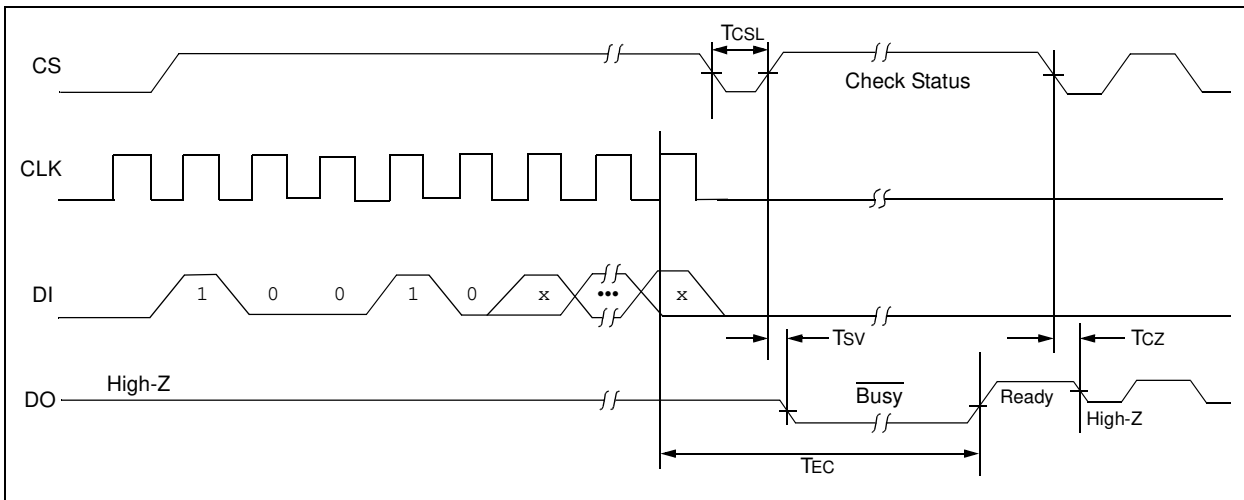 TCSL
CS
Check Status
CLK
DI 1 0 0 1 0 x ••• x
TSV
TCZ
High-Z
DO
Busy
Ready
High-Z
TEC